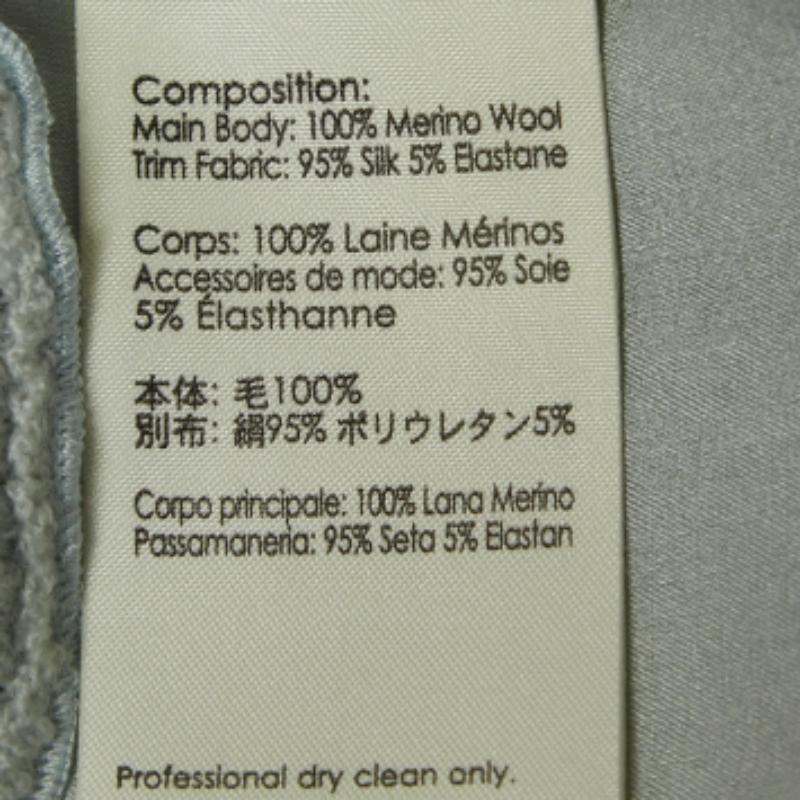 Composition:
Main Body: 100% Merino Wool
Trim Fabric: 95% Silk 5% Elastane
Corps: 100% Laine Mérinos
Accessoires de mode: 95% Soie
5% Élasthanne
本体: 毛100%
別布: 絹95% ポリウレタン5%
Corpo principale: 100% Lana Merino
Passamaneria: 95% Seta 5% Elastan
Professional dry clean only.